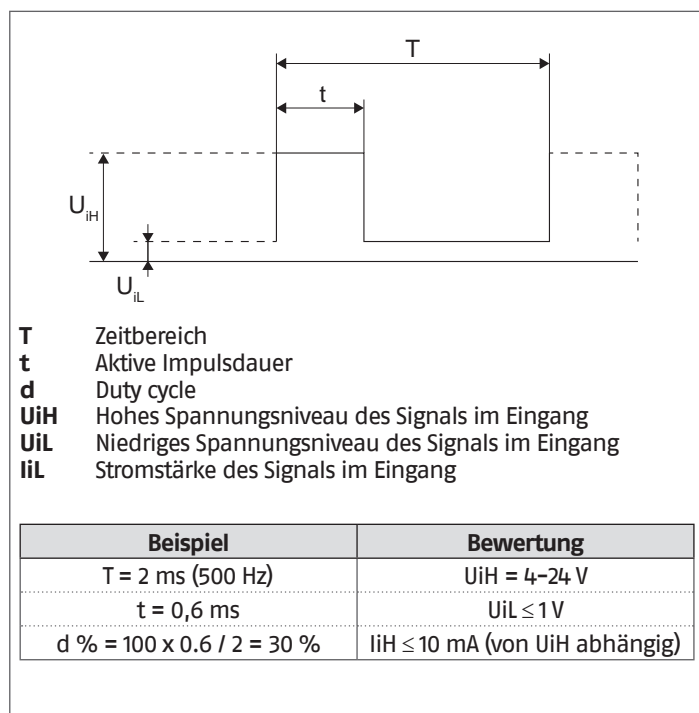 T
t
UiH
UiL
T Zeitbereich
t Aktive Impulsdauer
d Duty cycle
UiH Hohes Spannungsniveau des Signals im Eingang
UiL Niedriges Spannungsniveau des Signals im Eingang
IiL Stromstärke des Signals im Eingang
Beispiel Bewertung
T = 2 ms (500 Hz) UiH = 4–24 V
t = 0,6 ms UiL ≤ 1 V
d % = 100 x 0.6 / 2 = 30 % IiH ≤ 10 mA (von UiH abhängig)